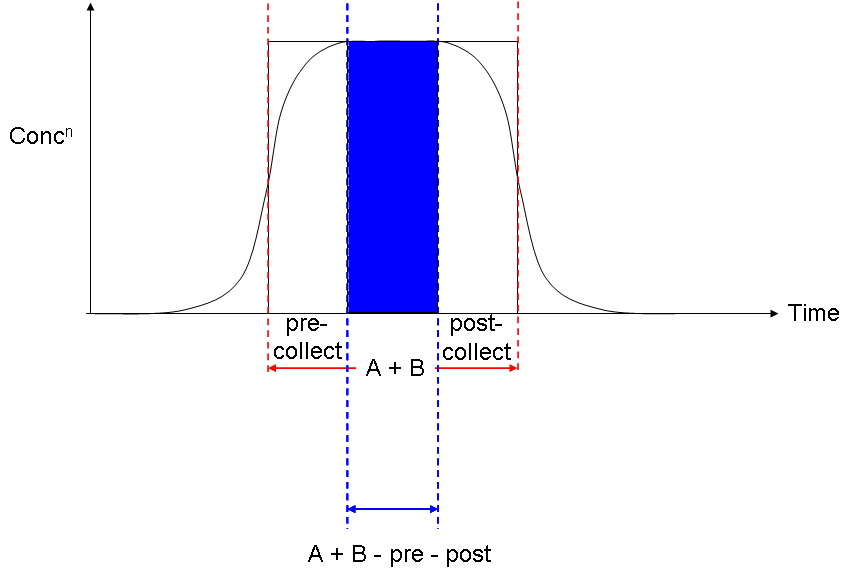 Concⁿ
Time
pre-
collect
post-
collect
A + B
A + B - pre - post